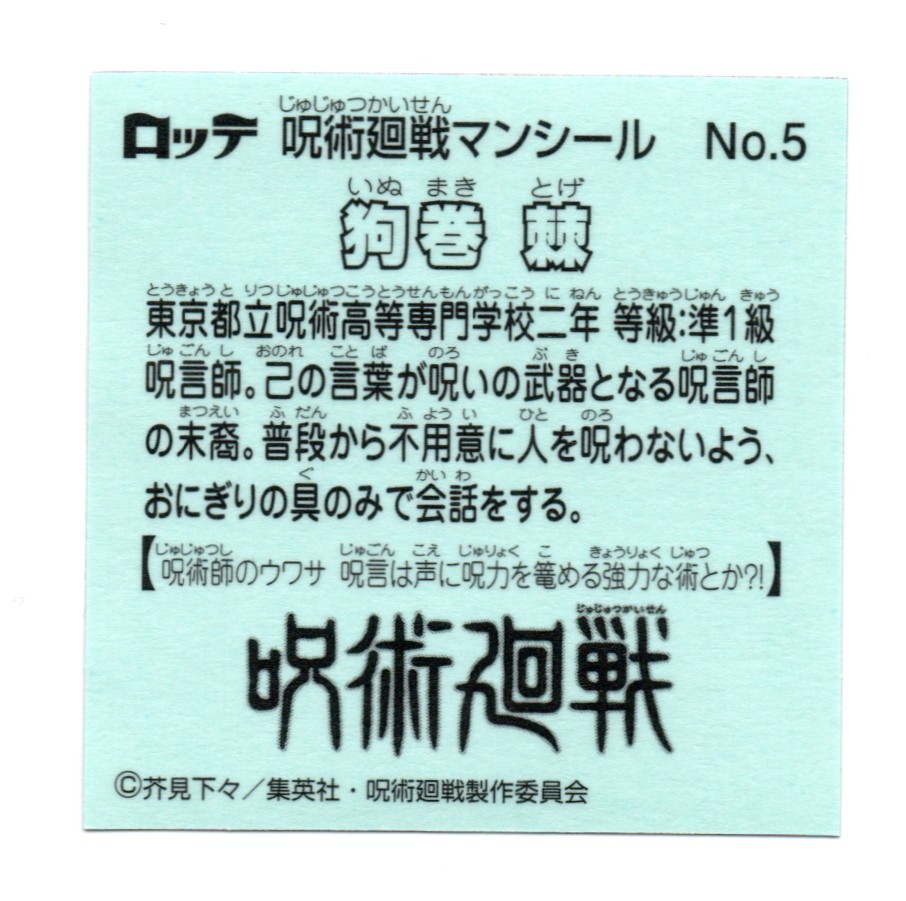 じゅじゅつかいせん
ロッテ 呪術廻戦マンシール No.5
いぬ まき とげ
狗巻 棘
とうきょうと りつじゅじゅつこうとうせんもんがっこう に ねん とうきゅうじゅん きゅう
東京都立呪術高等専門学校二年 等級:準1級
じゅ ごん し おのれ ことば のろ ぶき じゅごんし
呪言師。己の言葉が呪いの武器となる呪言師
まつえい ふだん ふ よう い ひと のろ
の末裔。普段から不用意に人を呪わないよう、
ぐ かい わ
おにぎりの具のみで会話をする。
じゅじゅつし じゅごん こえ じゅりょく こ きょうりょく じゅつ
【呪術師のウワサ 呪言は声に呪力を篭める強力な術とか?!】
じゅじゅつかいせん
呪術廻戦
©芥見下々/集英社・呪術廻戦製作委員会